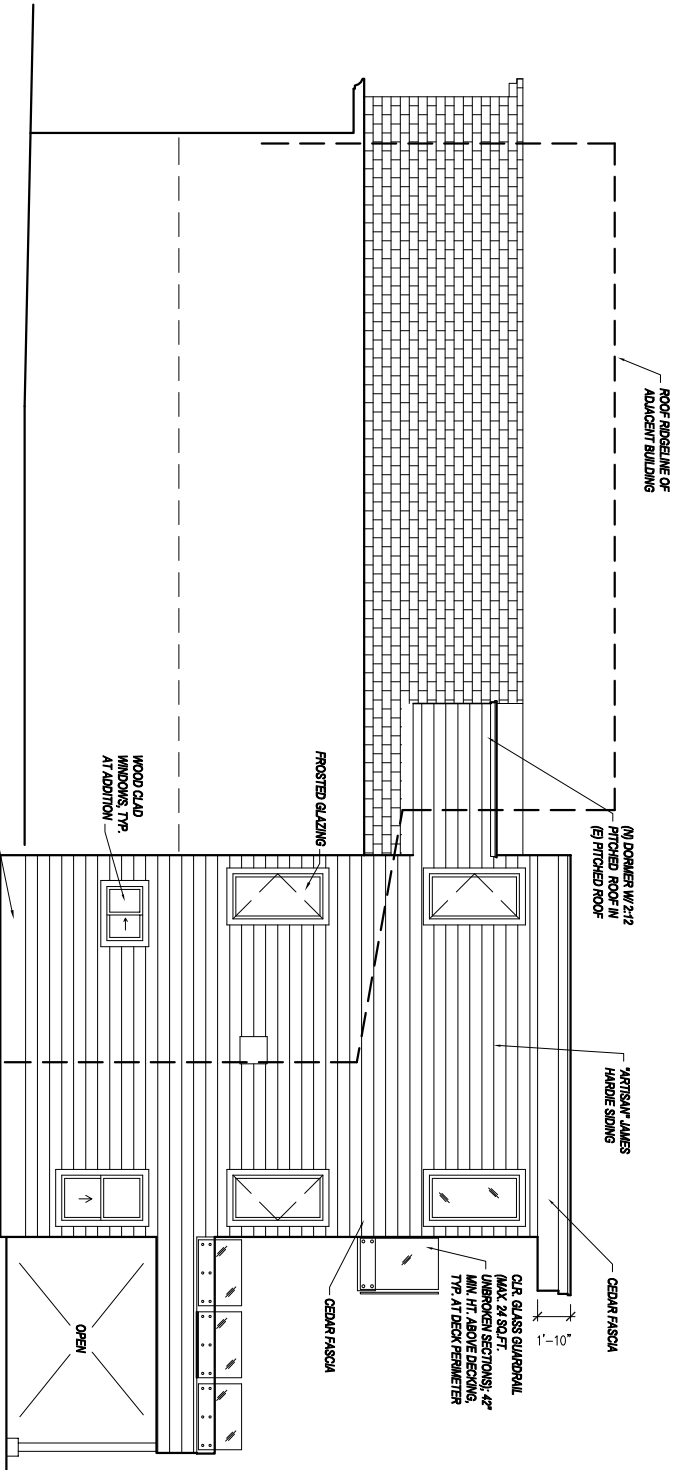 ROOF RIDGELINE OF
ADJACENT BUILDING
(N) DORMER W/ 2:12
PITCHED ROOF IN
(E) PITCHED ROOF
"ARTISAN" JAMES
HARDIE SIDING
CEDAR FASCIA
1'-10"
CLR. GLASS GUARDRAIL
(MAX. 24 SQ.FT.
UNBROKEN SECTIONS); 42"
MIN. HT. ABOVE DECKING,
TYP. AT DECK PERIMETER
FROSTED GLAZING
CEDAR FASCIA
WOOD CLAD
WINDOWS, TYP.
AT ADDITION
OPEN